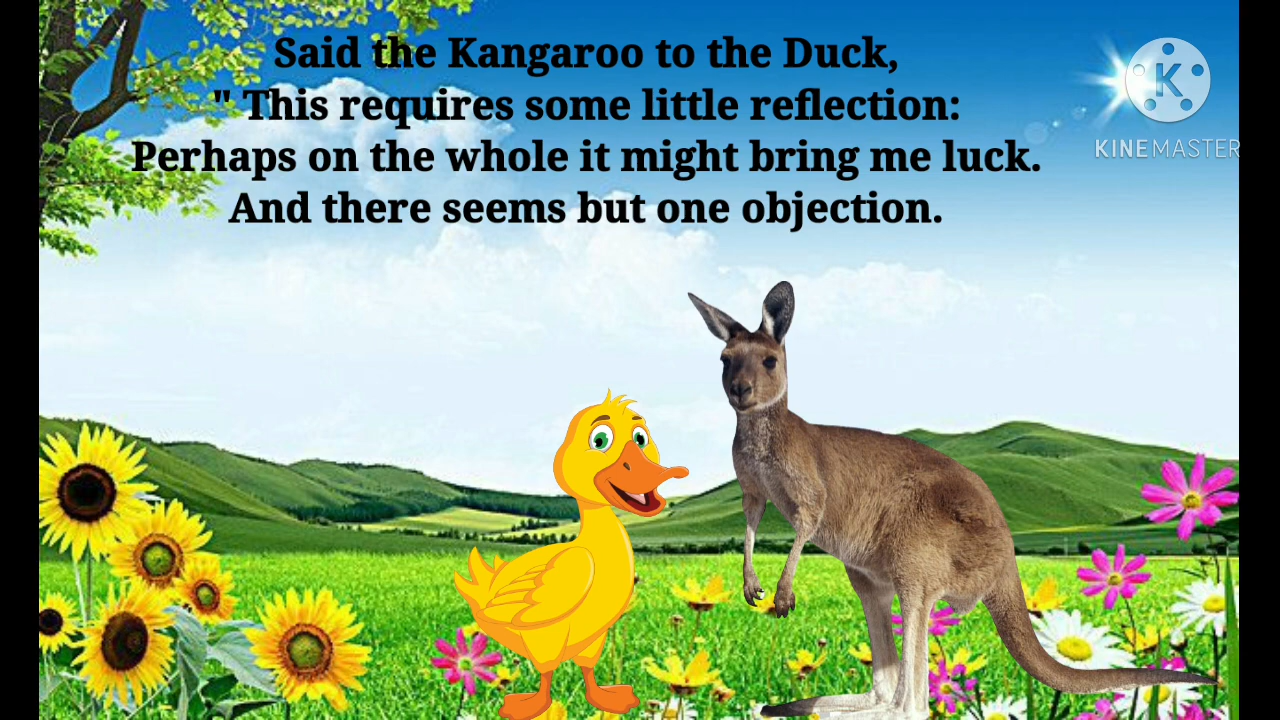 Said the Kangaroo to the Duck,
" This requires some little reflection:
Perhaps on the whole it might bring me luck.
And there seems but one objection.
K
KINEMASTER